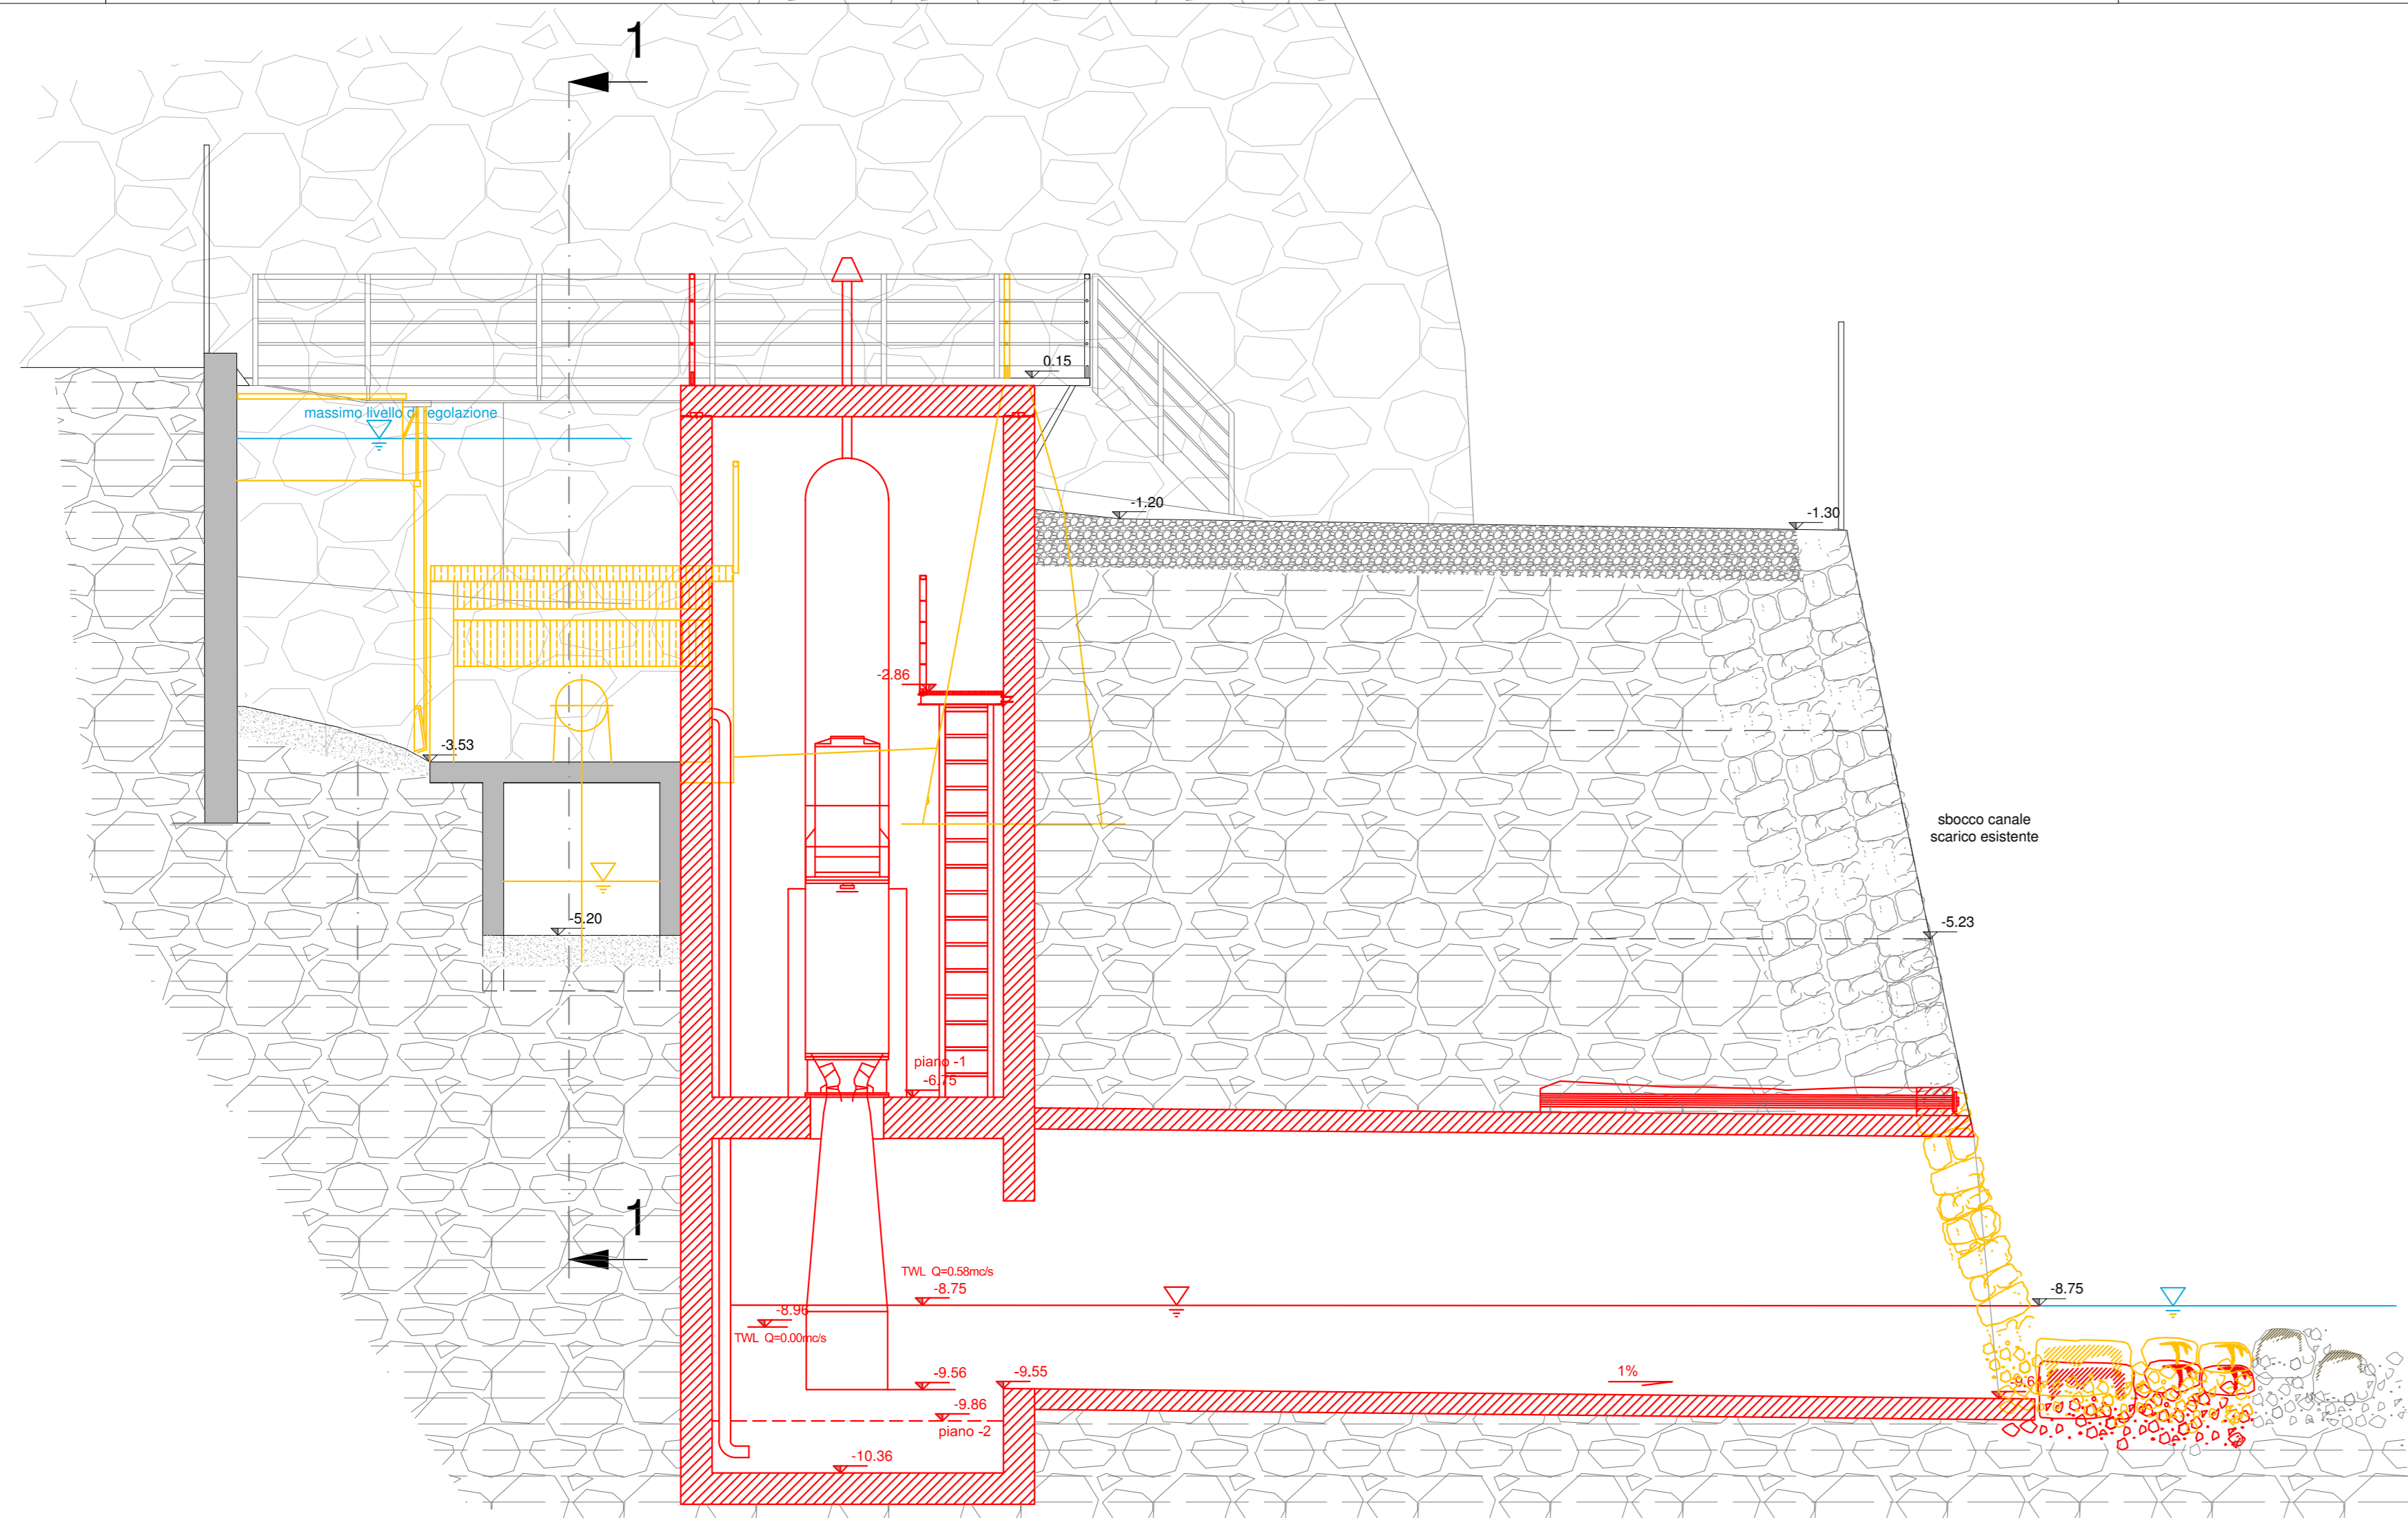 1
0.15
massimo livello di regolazione
-1.20
-1.30
-2.86
-3.53
sbocco canale
scarico esistente
-5.20
-5.23
piano -1
-6.75
1
TWL Q=0.58mc/s
-8.75
-8.75
-8.96
TWL Q=0.00mc/s
-9.56
-9.55
1%
-9.61
-9.86
piano -2
-10.36